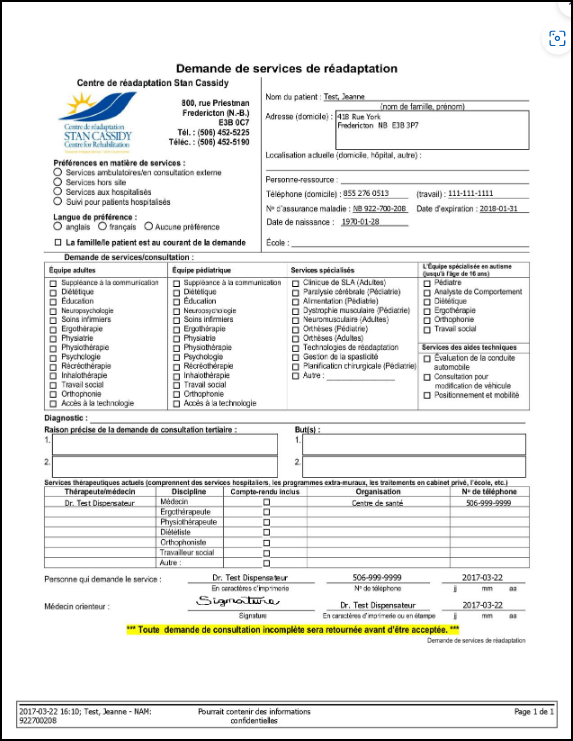 Demande de services de réadaptation
Centre de réadaptation Stan Cassidy
Centre de réadaptation
STAN CASSIDY
Centre for Rehabilitation
800, rue Priestman
Fredericton (N.-B.)
E3B 0C7
Tél. : (506) 452-5225
Téléc. : (506) 452-5190
Préférences en matière de services :
Services ambulatoires/en consultation externe
Services hors site
Services aux hospitalisés
Suivi pour patients hospitalisés
Langue de préférence :
anglais français Aucune préférence
La famille/le patient est au courant de la demande
Nom du patient : Test, Jeanne
(nom de famille, prénom)
Adresse (domicile) : 418 Rue York
Fredericton NB E3B 3P7
Localisation actuelle (domicile, hôpital, autre) :
Personne-ressource :
Téléphone (domicile) : 855 276 0513 (travail) : 111-111-1111
Nº d'assurance maladie : NB 922-700-208 Date d'expiration : 2018-01-31
Date de naissance : 1970-01-28
École :
Demande de services/consultation :
Équipe adultes
Suppléance à la communication
Diététique
Éducation
Neuropsychologie
Soins infirmiers
Ergothérapie
Physiatrie
Physiothérapie
Psychologie
Récréothérapie
Inhalothérapie
Travail social
Orthophonie
Accès à la technologie
Équipe pédiatrique
Suppléance à la communication
Diététique
Éducation
Neuropsychologie
Soins infirmiers
Ergothérapie
Physiatrie
Physiothérapie
Psychologie
Récréothérapie
Inhalothérapie
Travail social
Orthophonie
Accès à la technologie
Services spécialisés
Clinique de SLA (Adultes)
Paralysie cérébrale (Pédiatrie)
Alimentation (Pédiatrie)
Dystrophie musculaire (Pédiatrie)
Neuromusculaire (Adultes)
Orthèses (Pédiatrie)
Orthèses (Adultes)
Technologies de réadaptation
Gestion de la spasticité
Planification chirurgicale (Pédiatrie)
Autre :
L'Équipe spécialisée en autisme
(jusqu'à l'âge de 16 ans)
Pédiatre
Analyste de Comportement
Diététique
Ergothérapie
Orthophonie
Travail social
Services des aides techniques
Évaluation de la conduite
automobile
Consultation pour
modification de véhicule
Positionnement et mobilité
Diagnostic :
Raison précise de la demande de consultation tertiaire : But(s) :
1. 1.
2. 2.
Services thérapeutiques actuels (comprennent des services hospitaliers, les programmes extra-muraux, les traitements en cabinet privé, l'école, etc.)
Thérapeute/médecin Discipline Compte-rendu inclus Organisation Nº de téléphone
Dr. Test Dispensateur Médecin Centre de santé 506-999-9999
Ergothérapeute
Physiothérapeute
Diététiste
Orthophoniste
Travailleur social
Autre :
Personne qui demande le service : Dr. Test Dispensateur 506-999-9999 2017-03-22
En caractères d'imprimerie Nº de téléphone jj mm aa
Médecin orienteur : Signature Dr. Test Dispensateur 2017-03-22
Signature En caractères d'imprimerie ou en étampe jj mm aa
*** Toute demande de consultation incomplète sera retournée avant d'être acceptée. ***
Demande de services de réadaptation
2017-03-22 16:10; Test, Jeanne - NAM: Pourrait contenir des informations Page 1 de 1
922700208 confidentielles